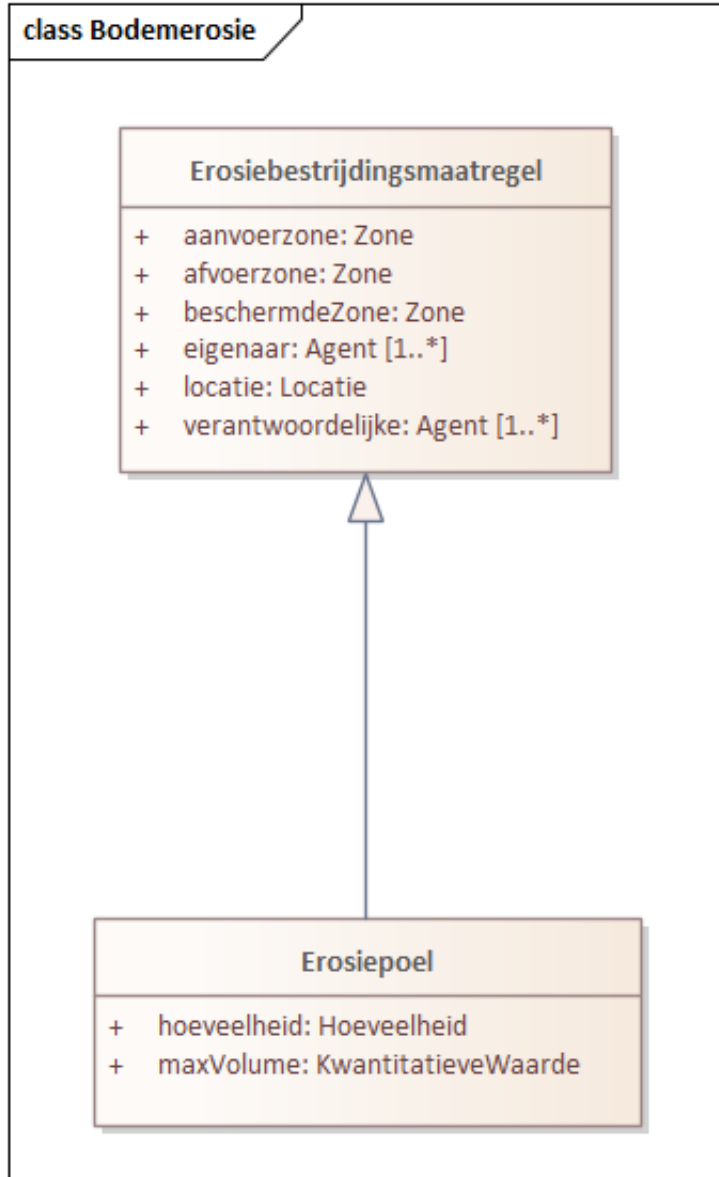 class Bodemerosie
Erosiebestrijdingsmaatregel
+ aanvoerzone: Zone
+ afvoerzone: Zone
+ beschermdeZone: Zone
+ eigenaar: Agent [1..*]
+ locatie: Locatie
+ verantwoordelijke: Agent [1..*]
Erosiepoel
+ hoeveelheid: Hoeveelheid
+ maxVolume: KwantitatieveWaarde